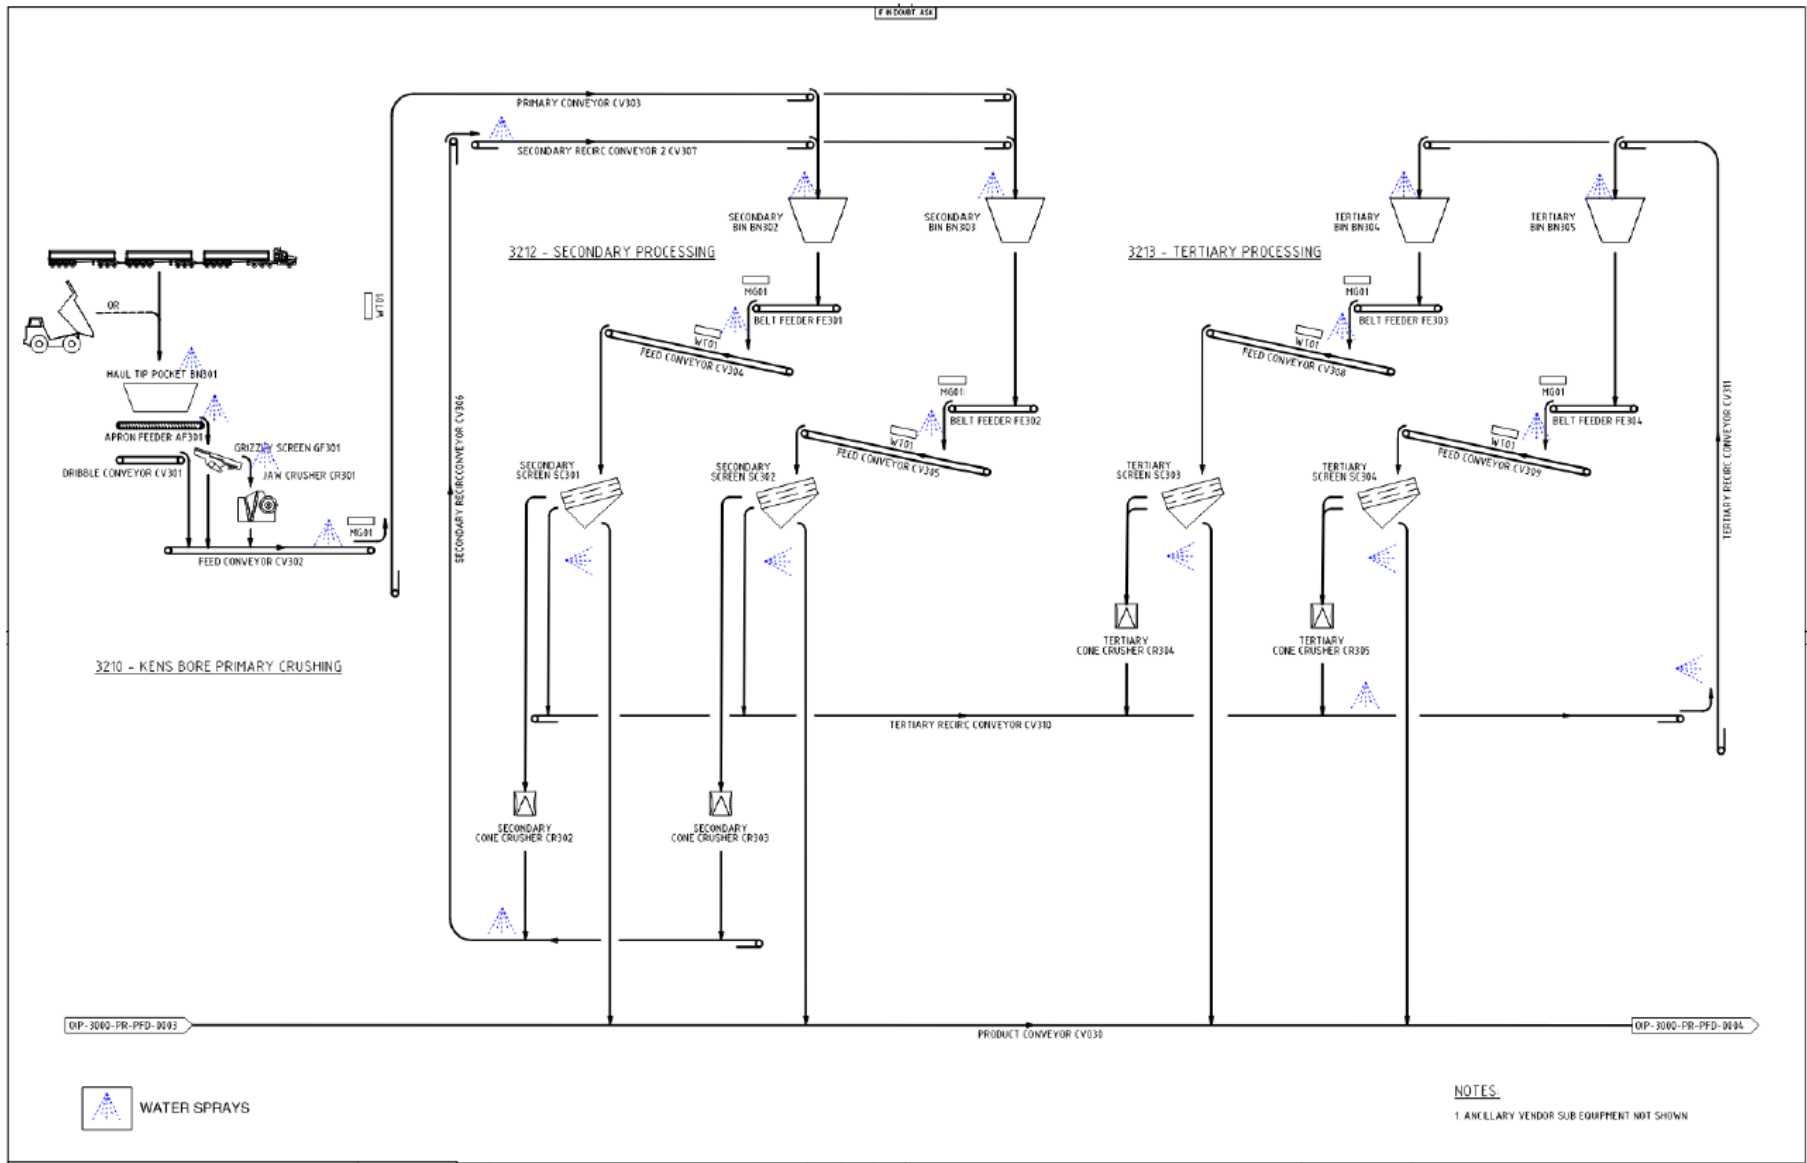 IF IN DOUBT, ASK
PRIMARY CONVEYOR CV303
SECONDARY RECIRC CONVEYOR 2 CV307
SECONDARY
BIN BN302
SECONDARY
BIN BN303
TERTIARY
BIN BN304
TERTIARY
BIN BN305
3212 - SECONDARY PROCESSING
3213 - TERTIARY PROCESSING
OR
WT01
MG01
BELT FEEDER FE301
WT01
FEED CONVEYOR CV304
MG01
BELT FEEDER FE303
WT01
FEED CONVEYOR CV308
HAUL TIP POCKET BN301
APRON FEEDER AF301
GRIZZLY SCREEN GF301
DRIBBLE CONVEYOR CV301
JAW CRUSHER CR301
MG01
FEED CONVEYOR CV302
SECONDARY RECIRCCONVEYOR CV306
MG01
BELT FEEDER FE302
WT01
FEED CONVEYOR CV305
MG01
BELT FEEDER FE304
WT01
FEED CONVEYOR CV309
TERTIARY RECIRC CONVEYOR CV311
SECONDARY
SCREEN SC301
SECONDARY
SCREEN SC302
TERTIARY
SCREEN SC303
TERTIARY
SCREEN SC304
TERTIARY
CONE CRUSHER CR304
TERTIARY
CONE CRUSHER CR305
3210 - KENS BORE PRIMARY CRUSHING
TERTIARY RECIRC CONVEYOR CV310
SECONDARY
CONE CRUSHER CR302
SECONDARY
CONE CRUSHER CR303
OIP-3000-PR-PFD-0003
PRODUCT CONVEYOR CV030
OIP-3000-PR-PFD-0004
WATER SPRAYS
NOTES:
1. ANCILLARY VENDOR SUB EQUIPMENT NOT SHOWN